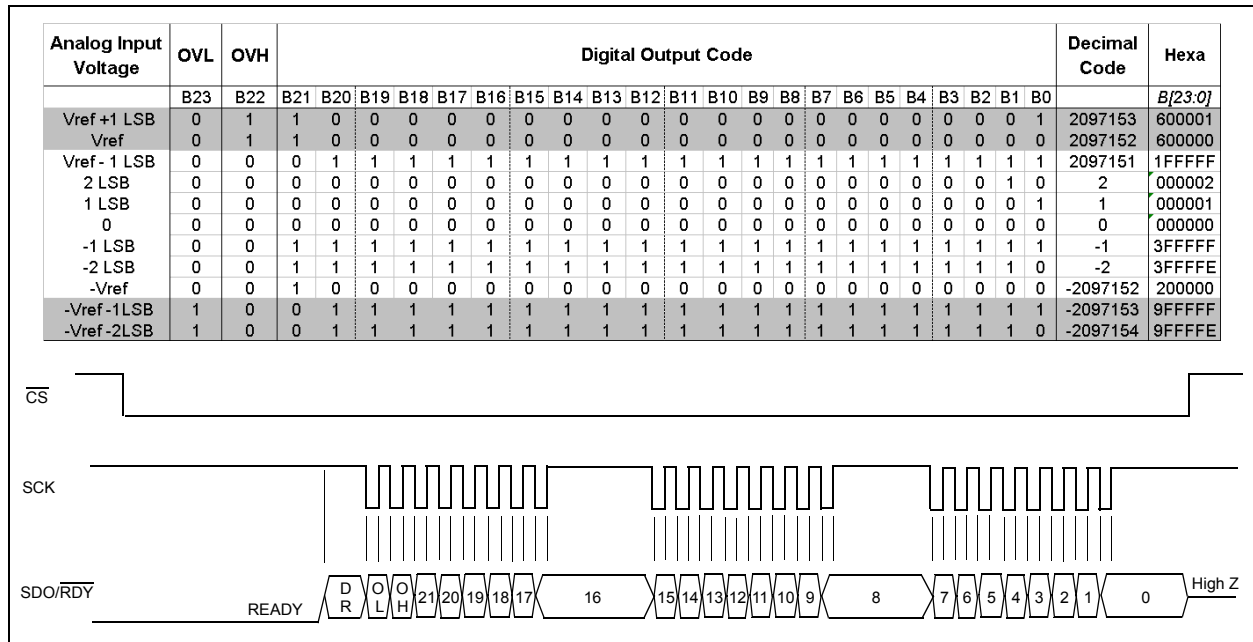 Analog Input Voltage OVL OVH Digital Output Code Decimal Code Hexa
B23 B22 B21 B20 B19 B18 B17 B16 B15 B14 B13 B12 B11 B10 B9 B8 B7 B6 B5 B4 B3 B2 B1 B0 B[23:0]
Vref +1 LSB 0 1 1 0 0 0 0 0 0 0 0 0 0 0 0 0 0 0 0 0 0 0 0 1 2097153 600001
Vref 0 1 1 0 0 0 0 0 0 0 0 0 0 0 0 0 0 0 0 0 0 0 0 0 2097152 600000
Vref - 1 LSB 0 0 0 1 1 1 1 1 1 1 1 1 1 1 1 1 1 1 1 1 1 1 1 1 2097151 1FFFFF
2 LSB 0 0 0 0 0 0 0 0 0 0 0 0 0 0 0 0 0 0 0 0 0 0 1 0 2 000002
1 LSB 0 0 0 0 0 0 0 0 0 0 0 0 0 0 0 0 0 0 0 0 0 0 0 1 1 000001
0 0 0 0 0 0 0 0 0 0 0 0 0 0 0 0 0 0 0 0 0 0 0 0 0 0 000000
-1 LSB 0 0 1 1 1 1 1 1 1 1 1 1 1 1 1 1 1 1 1 1 1 1 1 1 -1 3FFFFF
-2 LSB 0 0 1 1 1 1 1 1 1 1 1 1 1 1 1 1 1 1 1 1 1 1 1 0 -2 3FFFFE
-Vref 0 0 1 0 0 0 0 0 0 0 0 0 0 0 0 0 0 0 0 0 0 0 0 0 -2097152 200000
-Vref -1LSB 1 0 0 1 1 1 1 1 1 1 1 1 1 1 1 1 1 1 1 1 1 1 1 1 -2097153 9FFFFF
-Vref -2LSB 1 0 0 1 1 1 1 1 1 1 1 1 1 1 1 1 1 1 1 1 1 1 1 0 -2097154 9FFFFE
CS
SCK
SDO/RDY READY DR OL OH 21 20 19 18 17 16 15 14 13 12 11 10 9 8 7 6 5 4 3 2 1 0 High Z